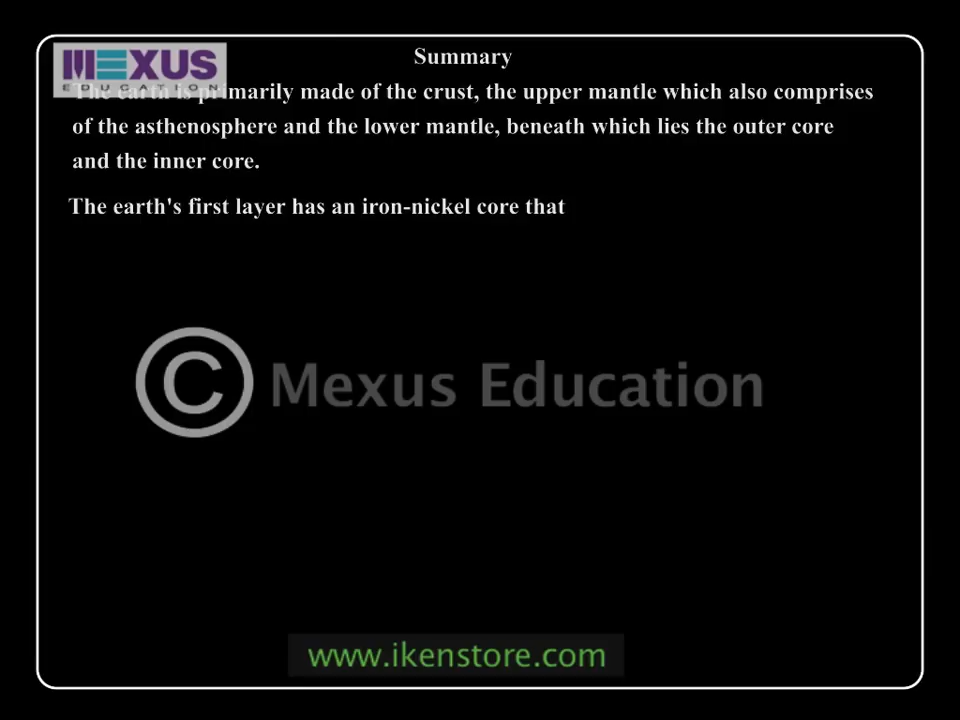 Summary
MEXUS
EDUCATION
The earth is primarily made of the crust, the upper mantle which also comprises
of the asthenosphere and the lower mantle, beneath which lies the outer core
and the inner core.
The earth's first layer has an iron-nickel core that
© Mexus Education
www.ikenstore.com